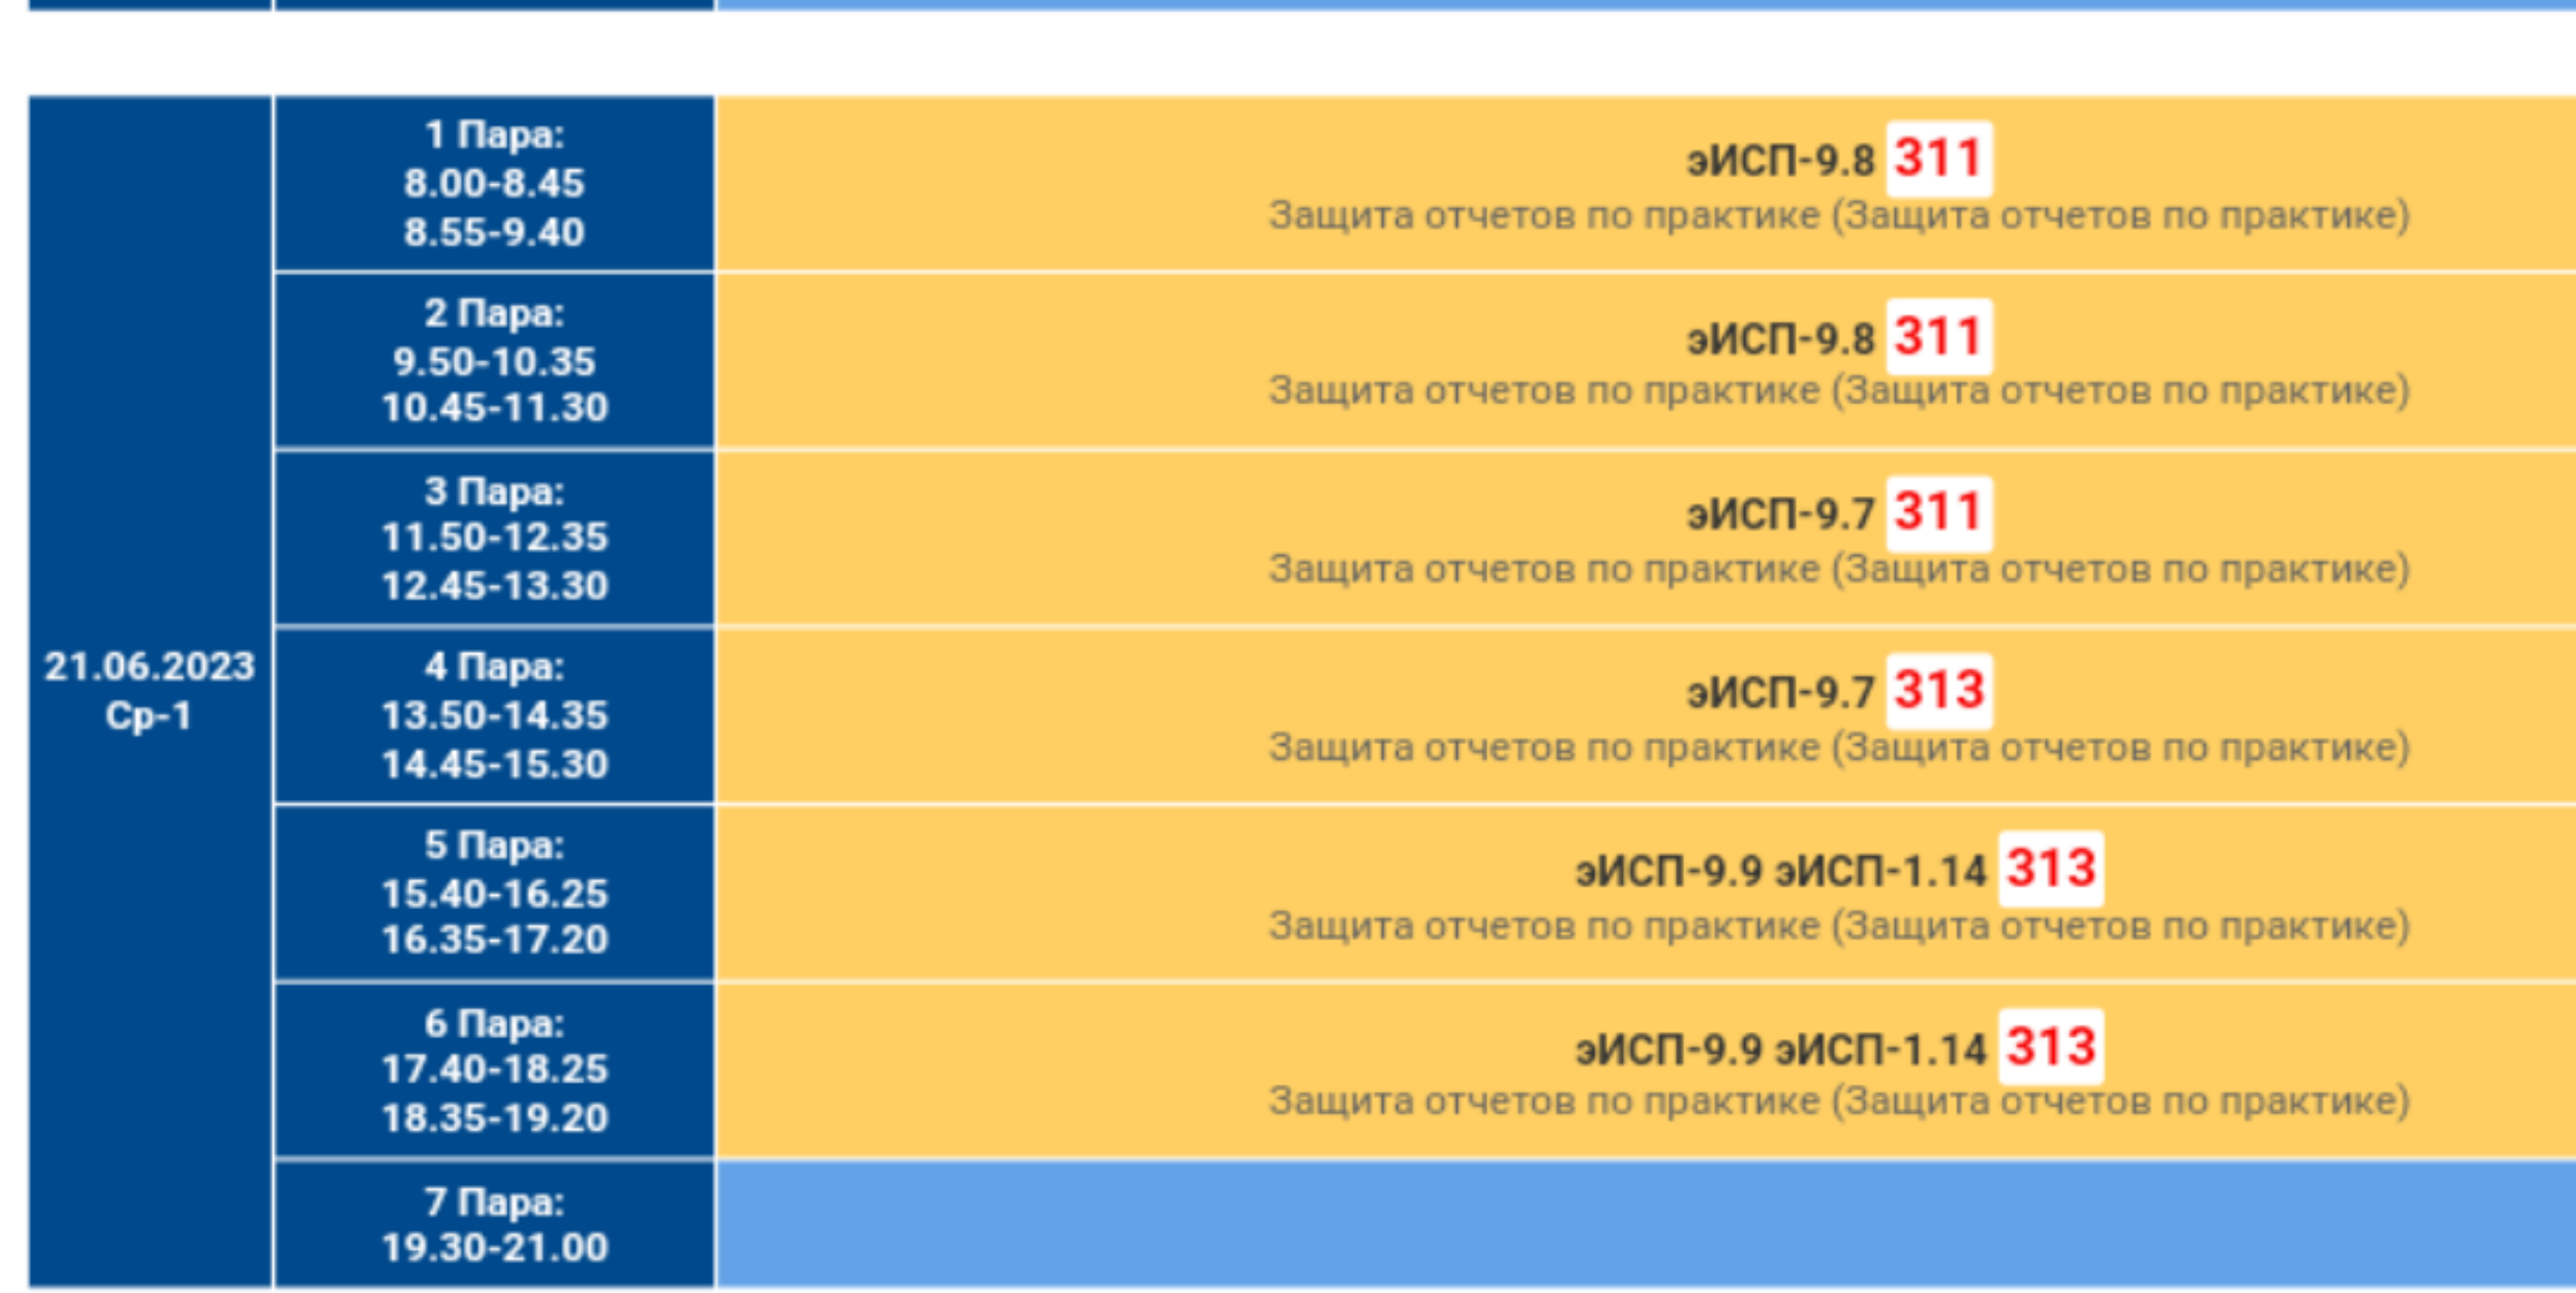 21.06.2023
Ср-1
1 Пара:
8.00-8.45
8.55-9.40
эИСП-9.8 311
Защита отчетов по практике (Защита отчетов по практике)
2 Пара:
9.50-10.35
10.45-11.30
эИСП-9.8 311
Защита отчетов по практике (Защита отчетов по практике)
3 Пара:
11.50-12.35
12.45-13.30
эИСП-9.7 311
Защита отчетов по практике (Защита отчетов по практике)
4 Пара:
13.50-14.35
14.45-15.30
эИСП-9.7 313
Защита отчетов по практике (Защита отчетов по практике)
5 Пара:
15.40-16.25
16.35-17.20
эИСП-9.9 эИСП-1.14 313
Защита отчетов по практике (Защита отчетов по практике)
6 Пара:
17.40-18.25
18.35-19.20
эИСП-9.9 эИСП-1.14 313
Защита отчетов по практике (Защита отчетов по практике)
7 Пара:
19.30-21.00